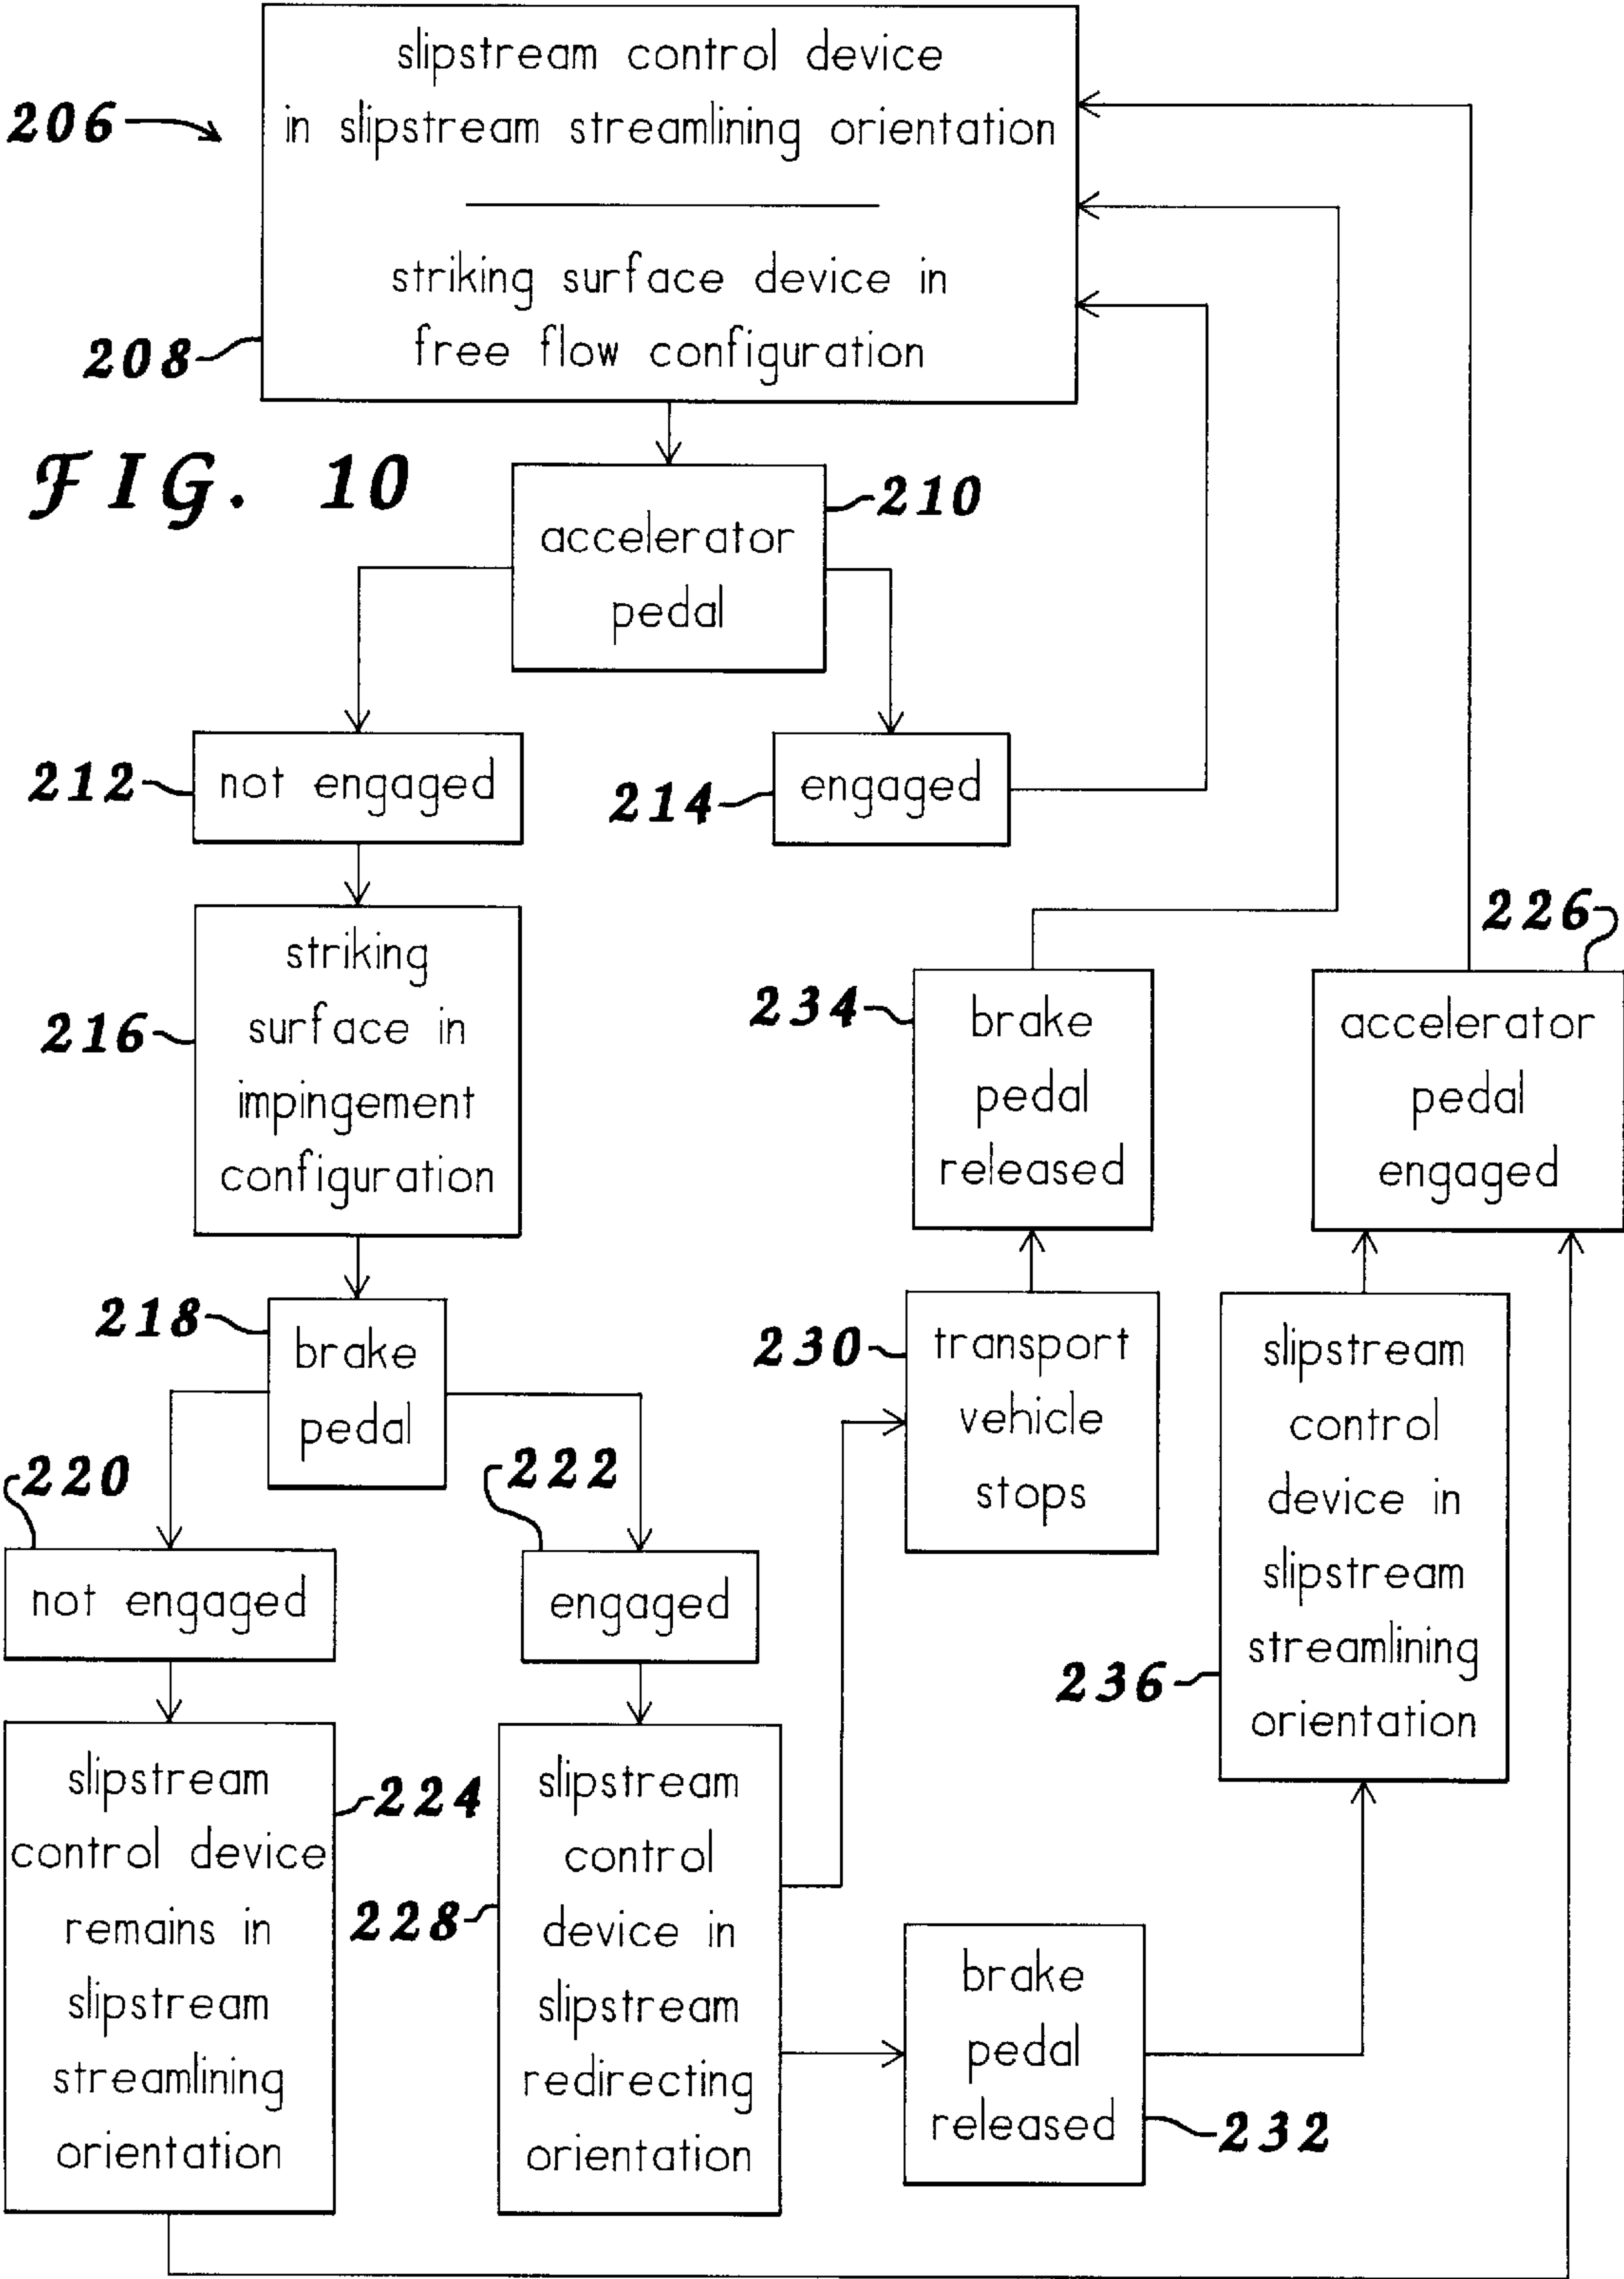 slipstream control device
in slipstream streamlining orientation
206
striking surface device in
free flow configuration
208
FIG. 10
210
accelerator
pedal
212
not engaged
214
engaged
216
striking
surface in
impingement
configuration
234
brake
pedal
released
226
accelerator
pedal
engaged
218
brake
pedal
230
transport
vehicle
stops
236
slipstream
control
device in
slipstream
streamlining
orientation
220
not engaged
222
engaged
224
slipstream
control device
remains in
slipstream
streamlining
orientation
228
slipstream
control
device in
slipstream
redirecting
orientation
brake
pedal
released
232